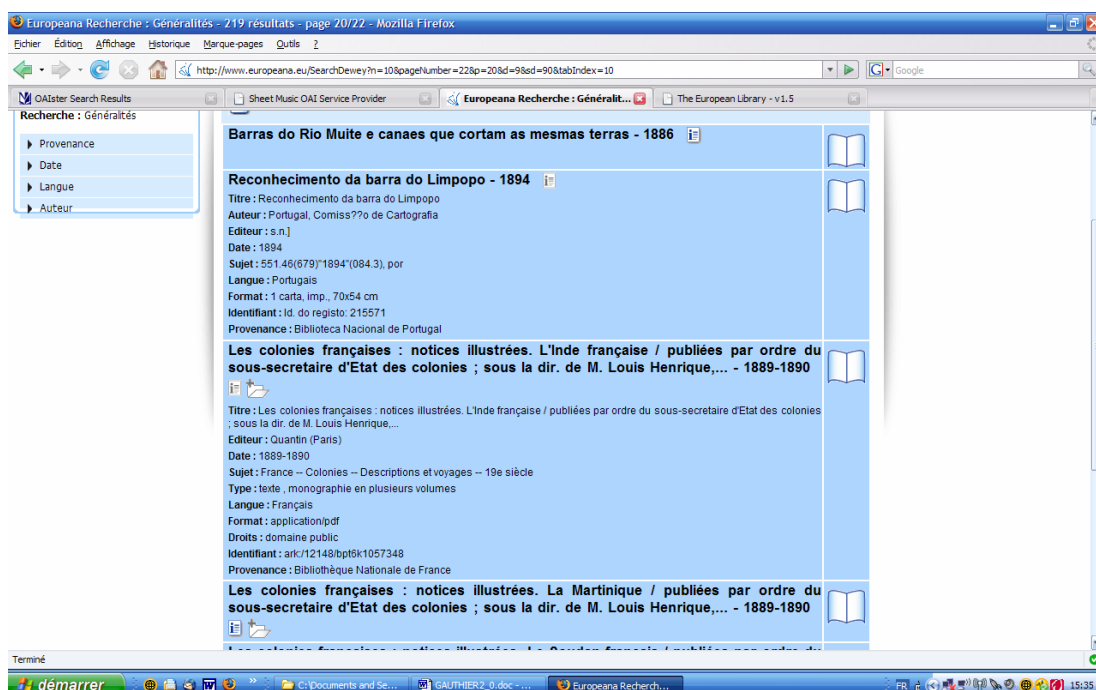 Europeana Recherche : Généralités - 219 résultats - page 20/22 - Mozilla Firefox
Fichier Édition Affichage Historique Marque-pages Outils ?
http://www.europeana.eu/SearchDewey?n=10&pageNumber=22&p=20&d=9&sd=90&tabIndex=10
Google
OAIster Search Results
Sheet Music OAI Service Provider
Europeana Recherche : Généralit...
The European Library - v1.5
Recherche : Généralités
Provenance
Date
Langue
Auteur
Barras do Rio Muite e canaes que cortam as mesmas terras - 1886
Reconhecimento da barra do Limpopo - 1894
Titre : Reconhecimento da barra do Limpopo
Auteur : Portugal, Comiss??o de Cartografia
Editeur : s.n.]
Date : 1894
Sujet : 551.46(679)"1894"(084.3), por
Langue : Portugais
Format : 1 carta, imp., 70x54 cm
Identifiant : Id. do registo: 215571
Provenance : Biblioteca Nacional de Portugal
Les colonies françaises : notices illustrées. L'Inde française / publiées par ordre du
sous-secretaire d'Etat des colonies ; sous la dir. de M. Louis Henrique,... - 1889-1890
Titre : Les colonies françaises : notices illustrées. L'Inde française / publiées par ordre du sous-secretaire d'Etat des colonies
; sous la dir. de M. Louis Henrique,...
Editeur : Quantin (Paris)
Date : 1889-1890
Sujet : France -- Colonies -- Descriptions et voyages -- 19e siècle
Type : texte , monographie en plusieurs volumes
Langue : Français
Format : application/pdf
Droits : domaine public
Identifiant : ark:/12148/bpt6k1057348
Provenance : Bibliothèque Nationale de France
Les colonies françaises : notices illustrées. La Martinique / publiées par ordre du
sous-secretaire d'Etat des colonies ; sous la dir. de M. Louis Henrique,... - 1889-1890
Les colonies françaises : notices illustrées. Le Soudan français / publiées par ordre du
Terminé
démarrer
C:\Documents and Se...
GAUTHIER2_0.doc - ...
Europeana Recherch...
FR
15:35